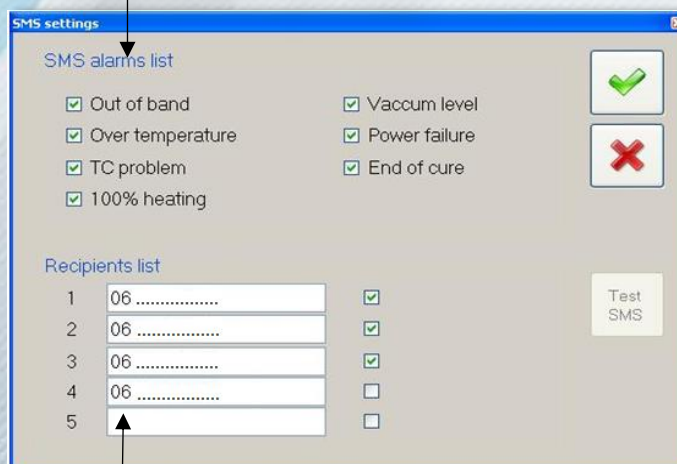 SMS settings
SMS alarms list
Out of band
Vaccum level
Over temperature
Power failure
TC problem
End of cure
100% heating
Recipients list
1 06 ................
2 06 ................
3 06 ................
4 06 ................
5
Test
SMS